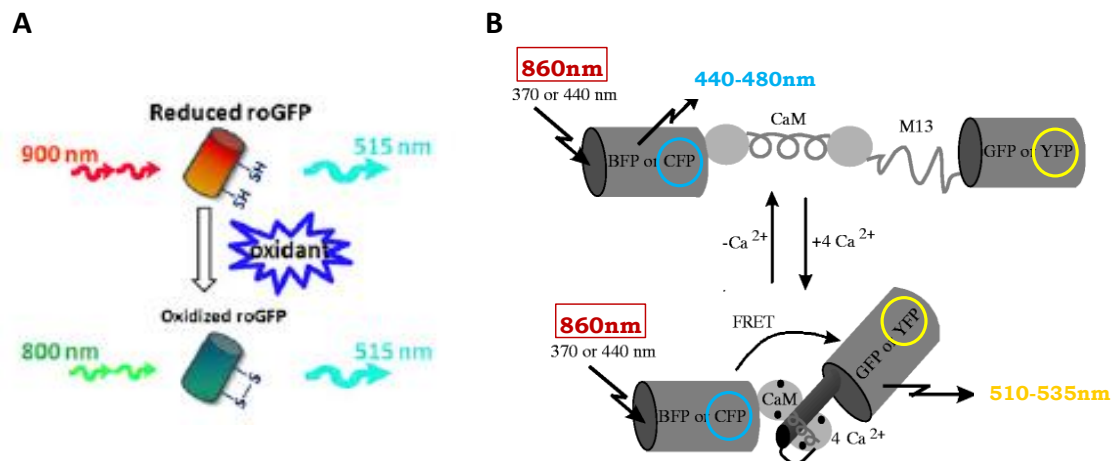 A
Reduced roGFP
900 nm
515 nm
SH
SH
oxidant
Oxidized roGFP
800 nm
515 nm
S
S
B
860nm
370 or 440 nm
440-480nm
CaM
M13
BFP or CFP
GFP or YFP
-Ca 2+
+4 Ca 2+
860nm
370 or 440 nm
FRET
GFP or YFP
BFP or CFP
CaM
4 Ca 2+
510-535nm